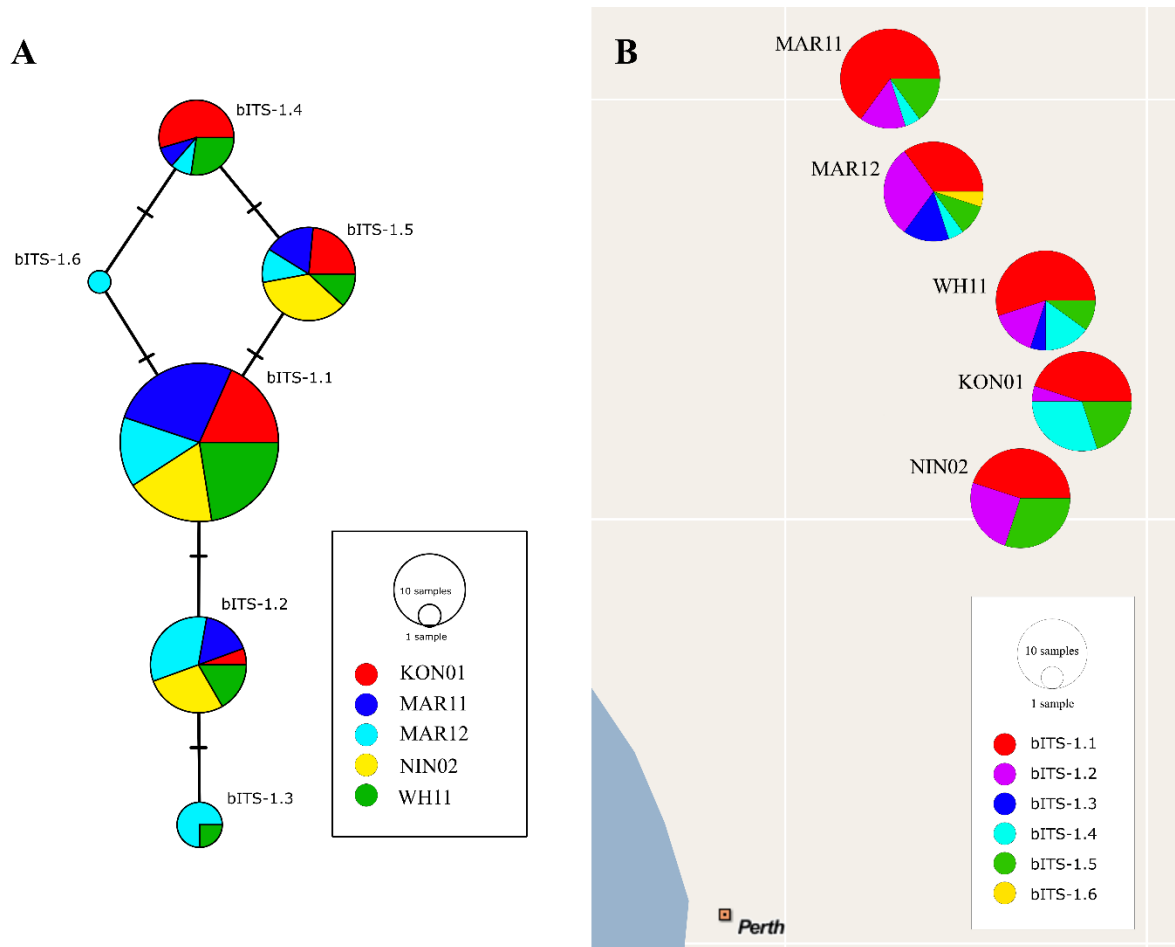 A
bITS-1.4
bITS-1.5
bITS-1.6
bITS-1.1
bITS-1.2
bITS-1.3
10 samples
1 sample
KON01
MAR11
MAR12
NIN02
WH11
B
MAR11
MAR12
WH11
KON01
NIN02
10 samples
1 sample
bITS-1.1
bITS-1.2
bITS-1.3
bITS-1.4
bITS-1.5
bITS-1.6
Perth